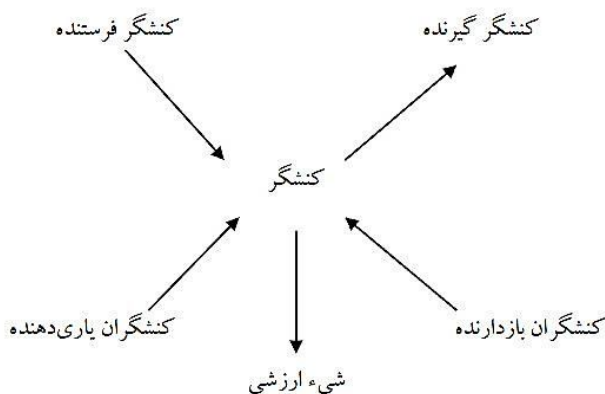 کنشگر گیرنده
کنشگر فرستنده
کنشگر
کنشگران بازدارنده
کنشگران یاری‌دهنده
شیء ارزشی